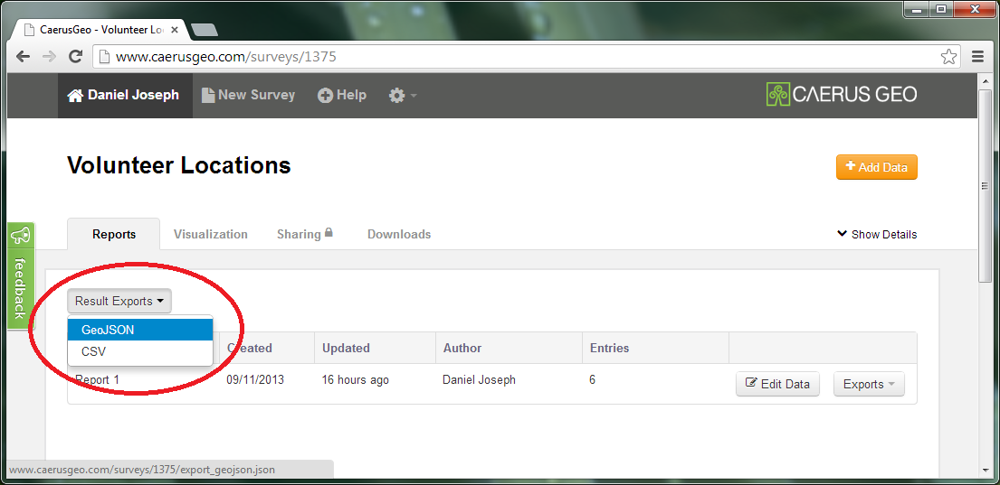 CaerusGeo - Volunteer Lo
www.caerusgeo.com/surveys/1375
Daniel Joseph New Survey Help CAERUS GEO
Volunteer Locations
Add Data
Reports Visualization Sharing Downloads Show Details
feedback
Result Exports
GeoJSON
CSV
Created Updated Author Entries
Report 1 09/11/2013 16 hours ago Daniel Joseph 6 Edit Data Exports
www.caerusgeo.com/surveys/1375/export_geojson.json